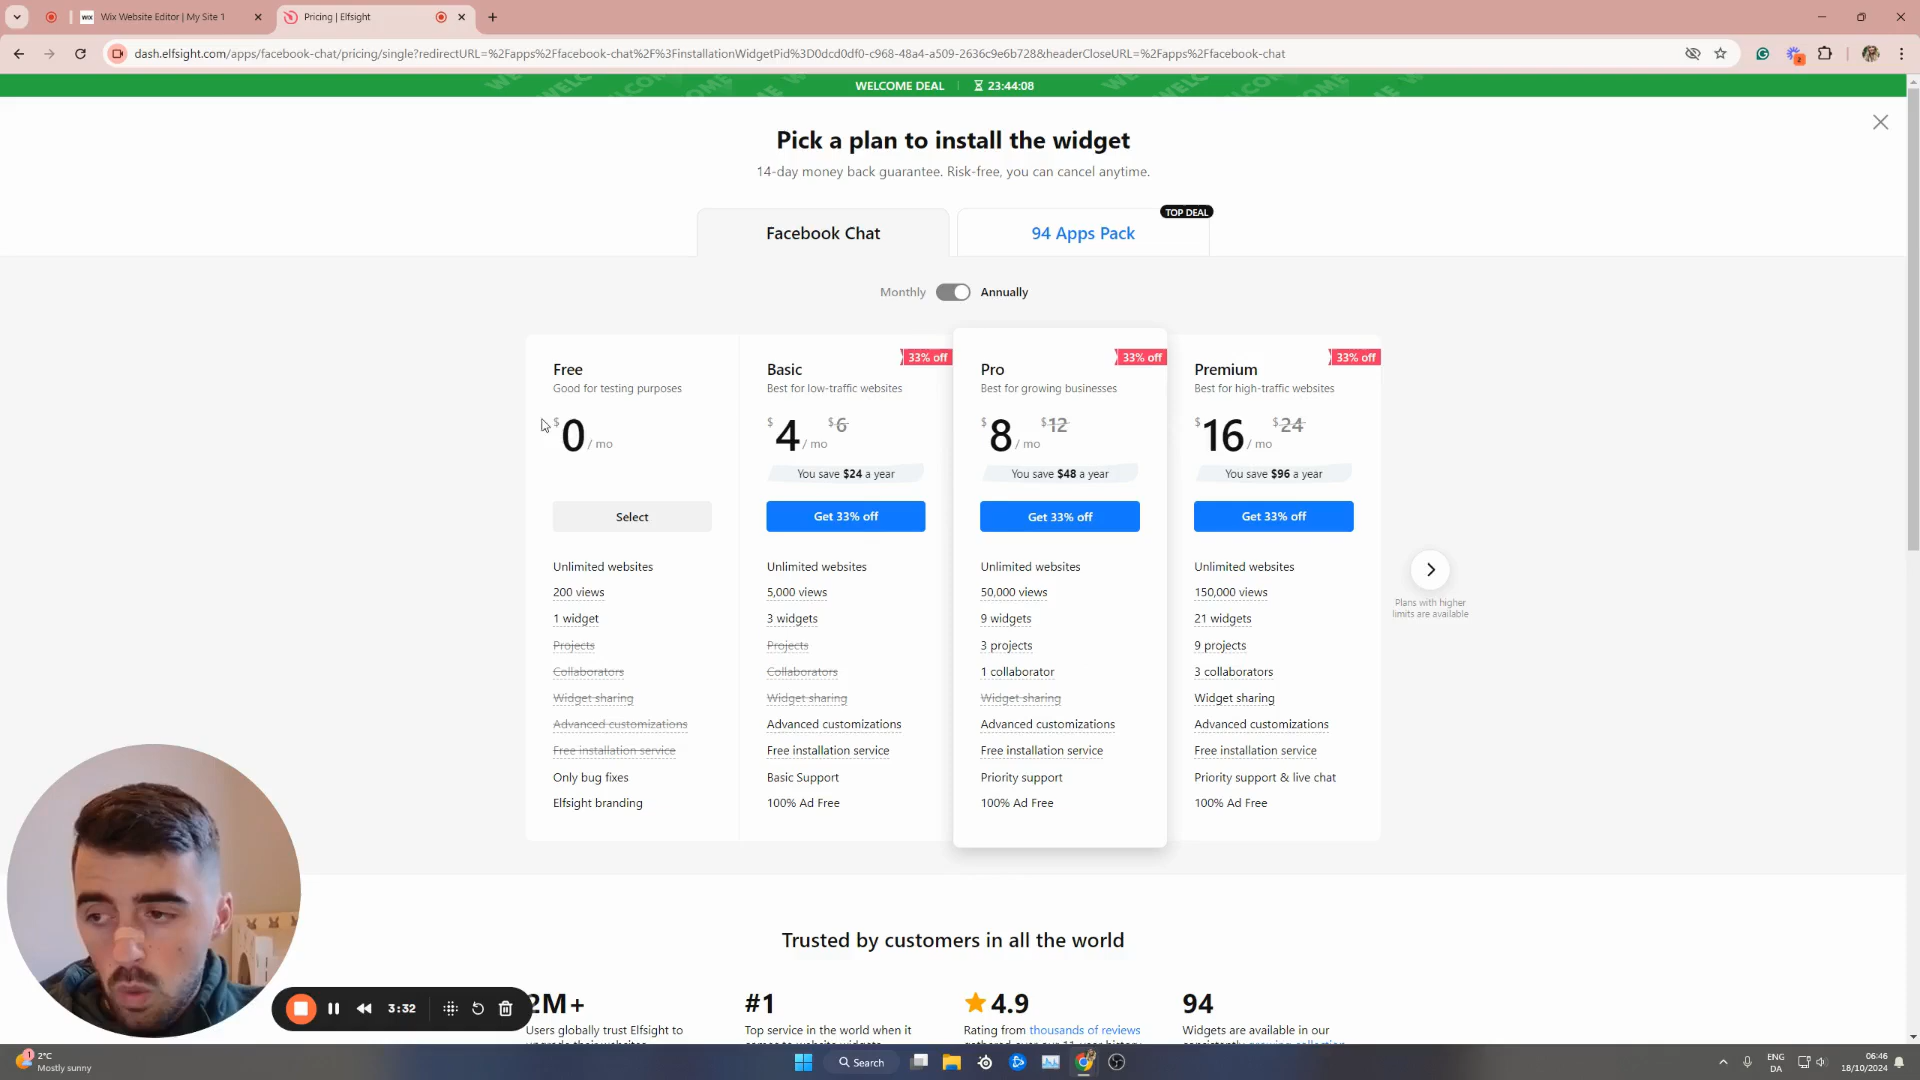 Wix Website Editor | My Site 1
Pricing | Elfsight
dash.elfsight.com/apps/facebook-chat/pricing/single?redirectURL=%2Fapps%2Ffacebook-chat%2F%3FinstallationWidgetPid%3D0dcd0df0-c968-48a4-a509-2636c9e6b728&headerCloseURL=%2Fapps%2Ffacebook-chat
WELCOME DEAL 23:44:08
Pick a plan to install the widget
14-day money back guarantee. Risk-free, you can cancel anytime.
TOP DEAL
Facebook Chat
94 Apps Pack
Monthly Annually
Free
Good for testing purposes
$0 / mo
Select
Unlimited websites
200 views
1 widget
Projects
Collaborators
Widget sharing
Advanced customizations
Free installation service
Only bug fixes
Elfsight branding
33% off
Basic
Best for low-traffic websites
$4 / mo $6
You save $24 a year
Get 33% off
Unlimited websites
5,000 views
3 widgets
Projects
Collaborators
Widget sharing
Advanced customizations
Free installation service
Basic Support
100% Ad Free
33% off
Pro
Best for growing businesses
$8 / mo $12
You save $48 a year
Get 33% off
Unlimited websites
50,000 views
9 widgets
3 projects
1 collaborator
Widget sharing
Advanced customizations
Free installation service
Priority support
100% Ad Free
33% off
Premium
Best for high-traffic websites
$16 / mo $24
You save $96 a year
Get 33% off
Unlimited websites
150,000 views
21 widgets
9 projects
3 collaborators
Widget sharing
Advanced customizations
Free installation service
Priority support & live chat
100% Ad Free
Plans with higher
limits are available
Trusted by customers in all the world
2M+
Users globally trust Elfsight to
#1
Top service in the world when it
4.9
Rating from thousands of reviews
94
Widgets are available in our
3:32
2°C
Mostly sunny
Search
ENG
DA
06:46
18/10/2024